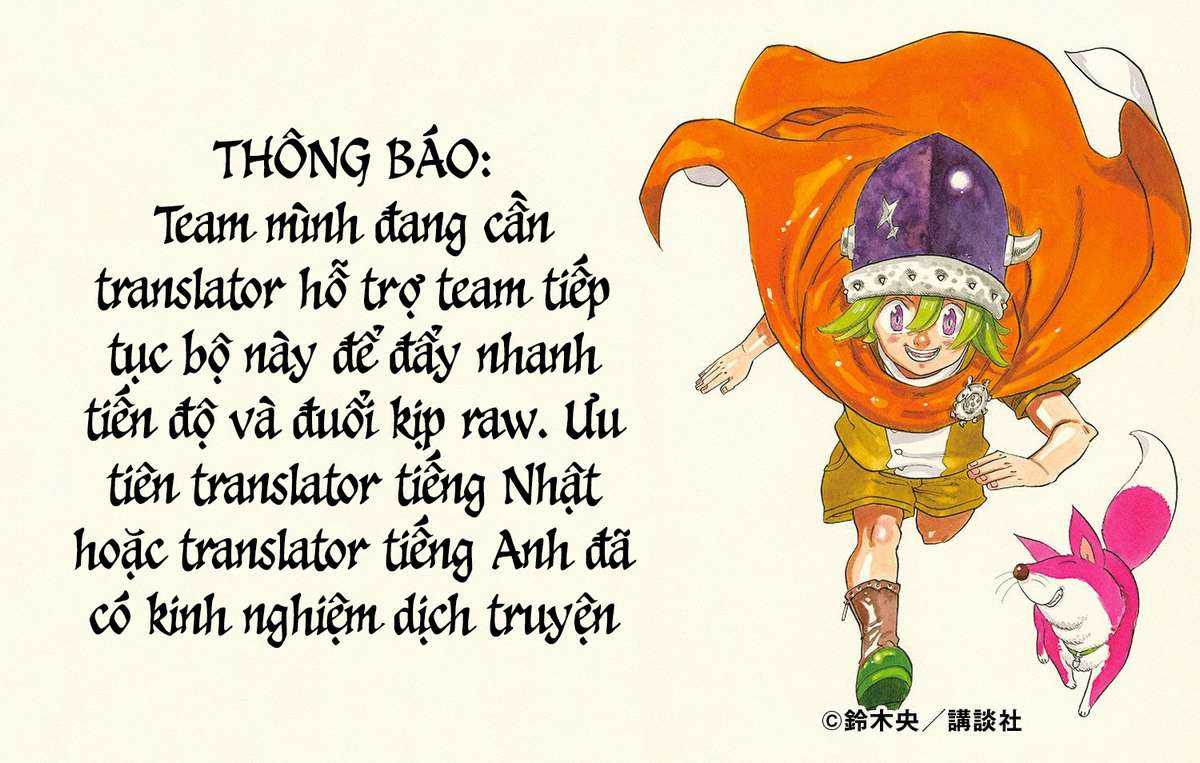 THÔNG BÁO:
Team mình đang cần
translator hỗ trợ team tiếp
tục bộ này để đẩy nhanh
tiến độ và đuổi kịp raw. Ưu
tiên translator tiếng Nhật
hoặc translator tiếng Anh đã
có kinh nghiệm dịch truyện
©鈴木央／講談社